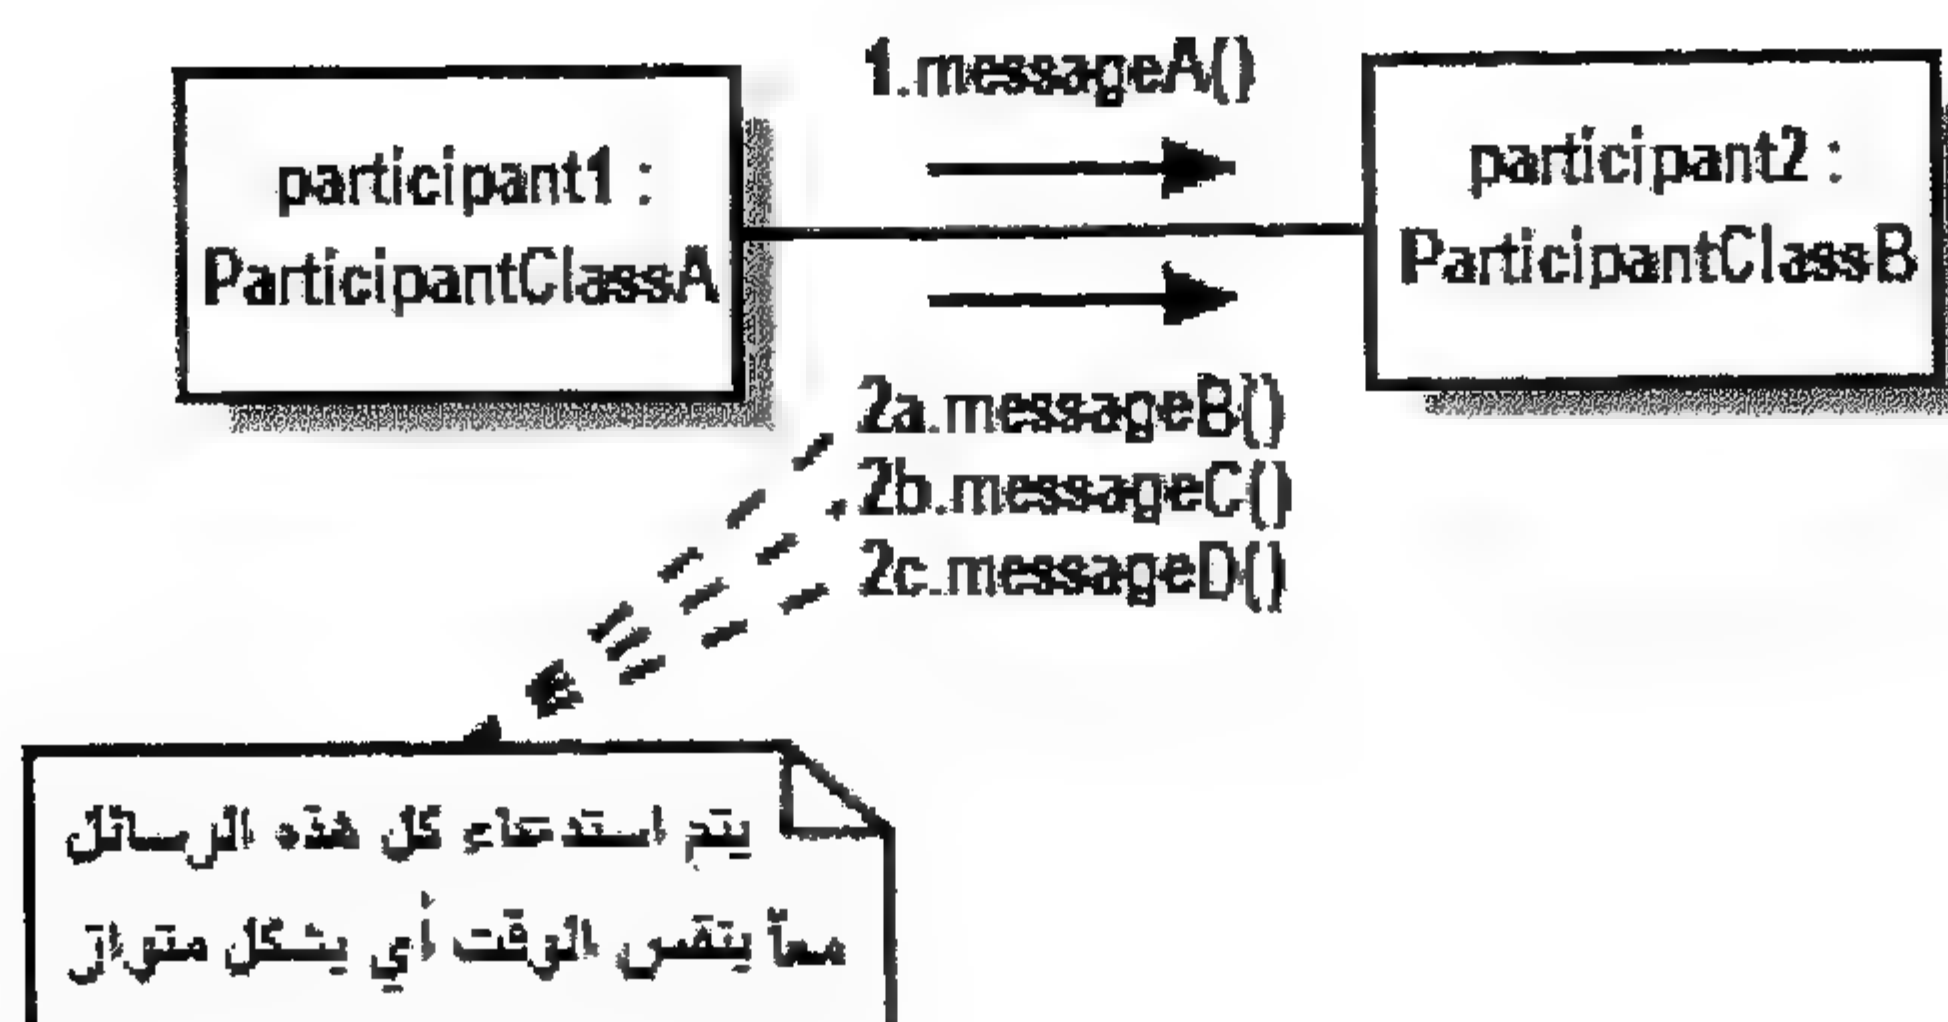 1.messageA()
participant1 :
ParticipantClassA
participant2 :
ParticipantClassB
2a.messageB()
2b.messageC()
2c.messageD()
يتم استدعاء كل هذه الرسائل
معاً بنفس الوقت أي بشكل متواز